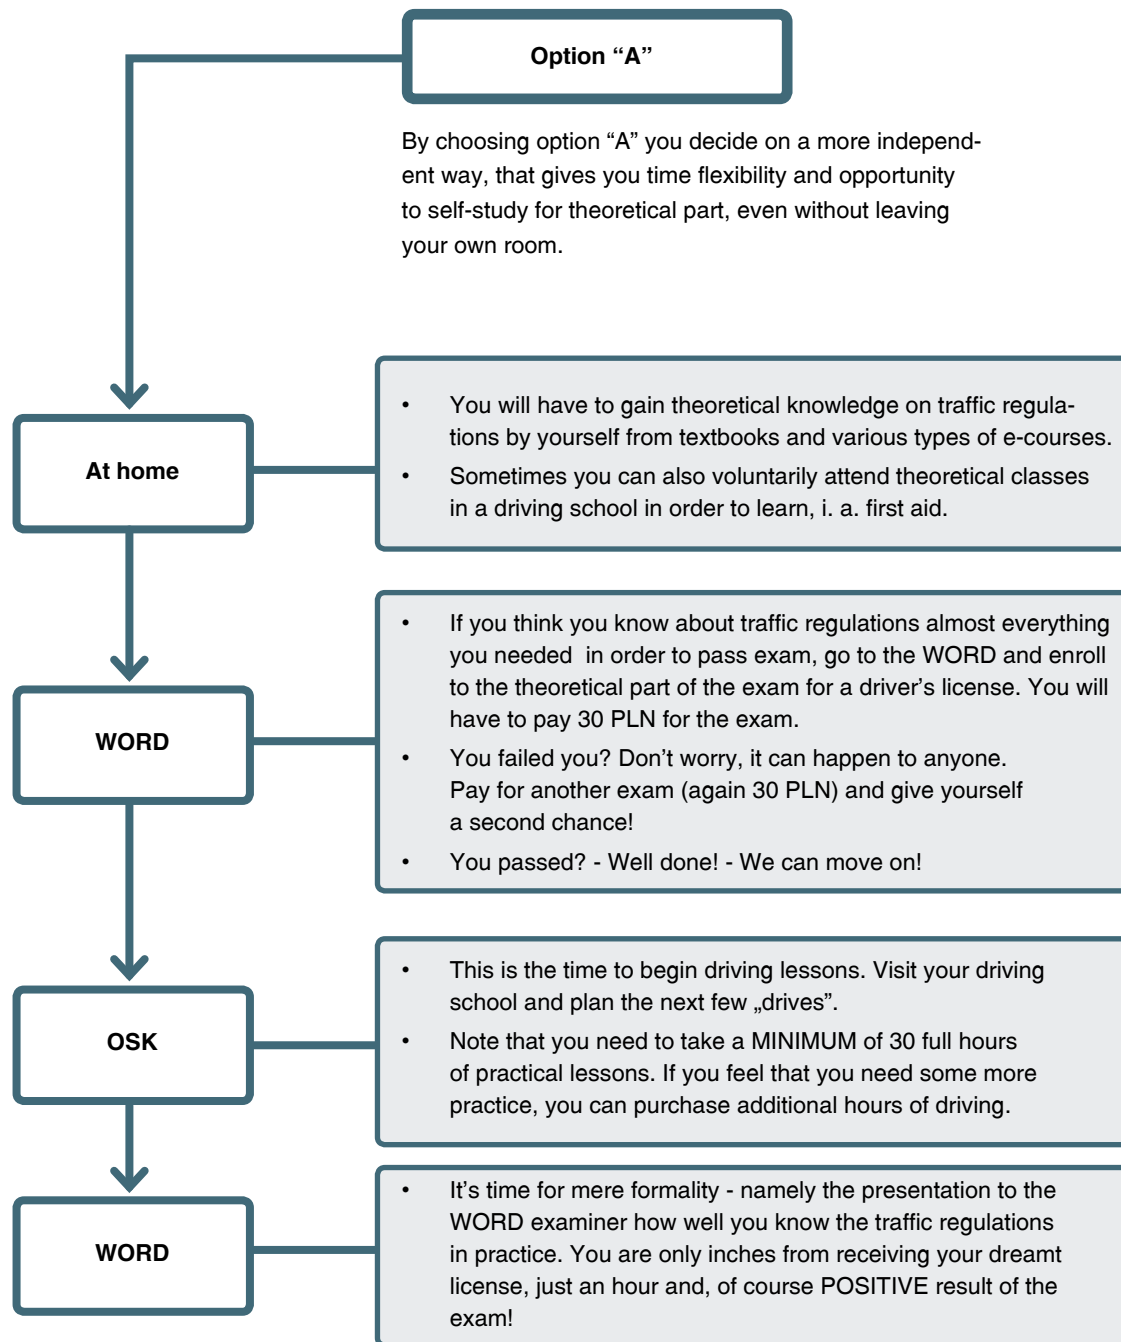 Option “A”
By choosing option “A” you decide on a more independ-
ent way, that gives you time flexibility and opportunity
to self-study for theoretical part, even without leaving
your own room.
At home
• You will have to gain theoretical knowledge on traffic regula-
tions by yourself from textbooks and various types of e-courses.
• Sometimes you can also voluntarily attend theoretical classes
in a driving school in order to learn, i. a. first aid.
WORD
• If you think you know about traffic regulations almost everything
you needed  in order to pass exam, go to the WORD and enroll
to the theoretical part of the exam for a driver’s license. You will
have to pay 30 PLN for the exam.
• You failed you? Don’t worry, it can happen to anyone.
Pay for another exam (again 30 PLN) and give yourself
a second chance!
• You passed? - Well done! - We can move on!
OSK
• This is the time to begin driving lessons. Visit your driving
school and plan the next few „drives”.
• Note that you need to take a MINIMUM of 30 full hours
of practical lessons. If you feel that you need some more
practice, you can purchase additional hours of driving.
WORD
• It’s time for mere formality - namely the presentation to the
WORD examiner how well you know the traffic regulations
in practice. You are only inches from receiving your dreamt
license, just an hour and, of course POSITIVE result of the
exam!